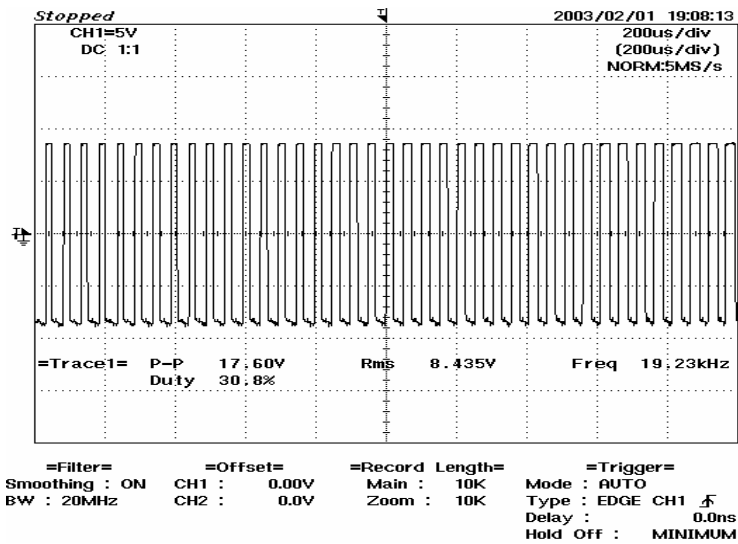 Stopped 2003/02/01 19:08:13
CH1=5V 200us/div
DC 1:1 (200us/div)
NORM:5MS/s
T
T
=Trace1= P-P 17.60V Rms 8.435V Freq 19.23kHz
Duty 30.8%
=Filter= =Offset= =Record Length= =Trigger=
Smoothing : ON CH1 : 0.00V Main : 10K Mode : AUTO
BW : 20MHz CH2 : 0.0V Zoom : 10K Type : EDGE CH1
Delay : 0.0ns
Hold Off : MINIMUM